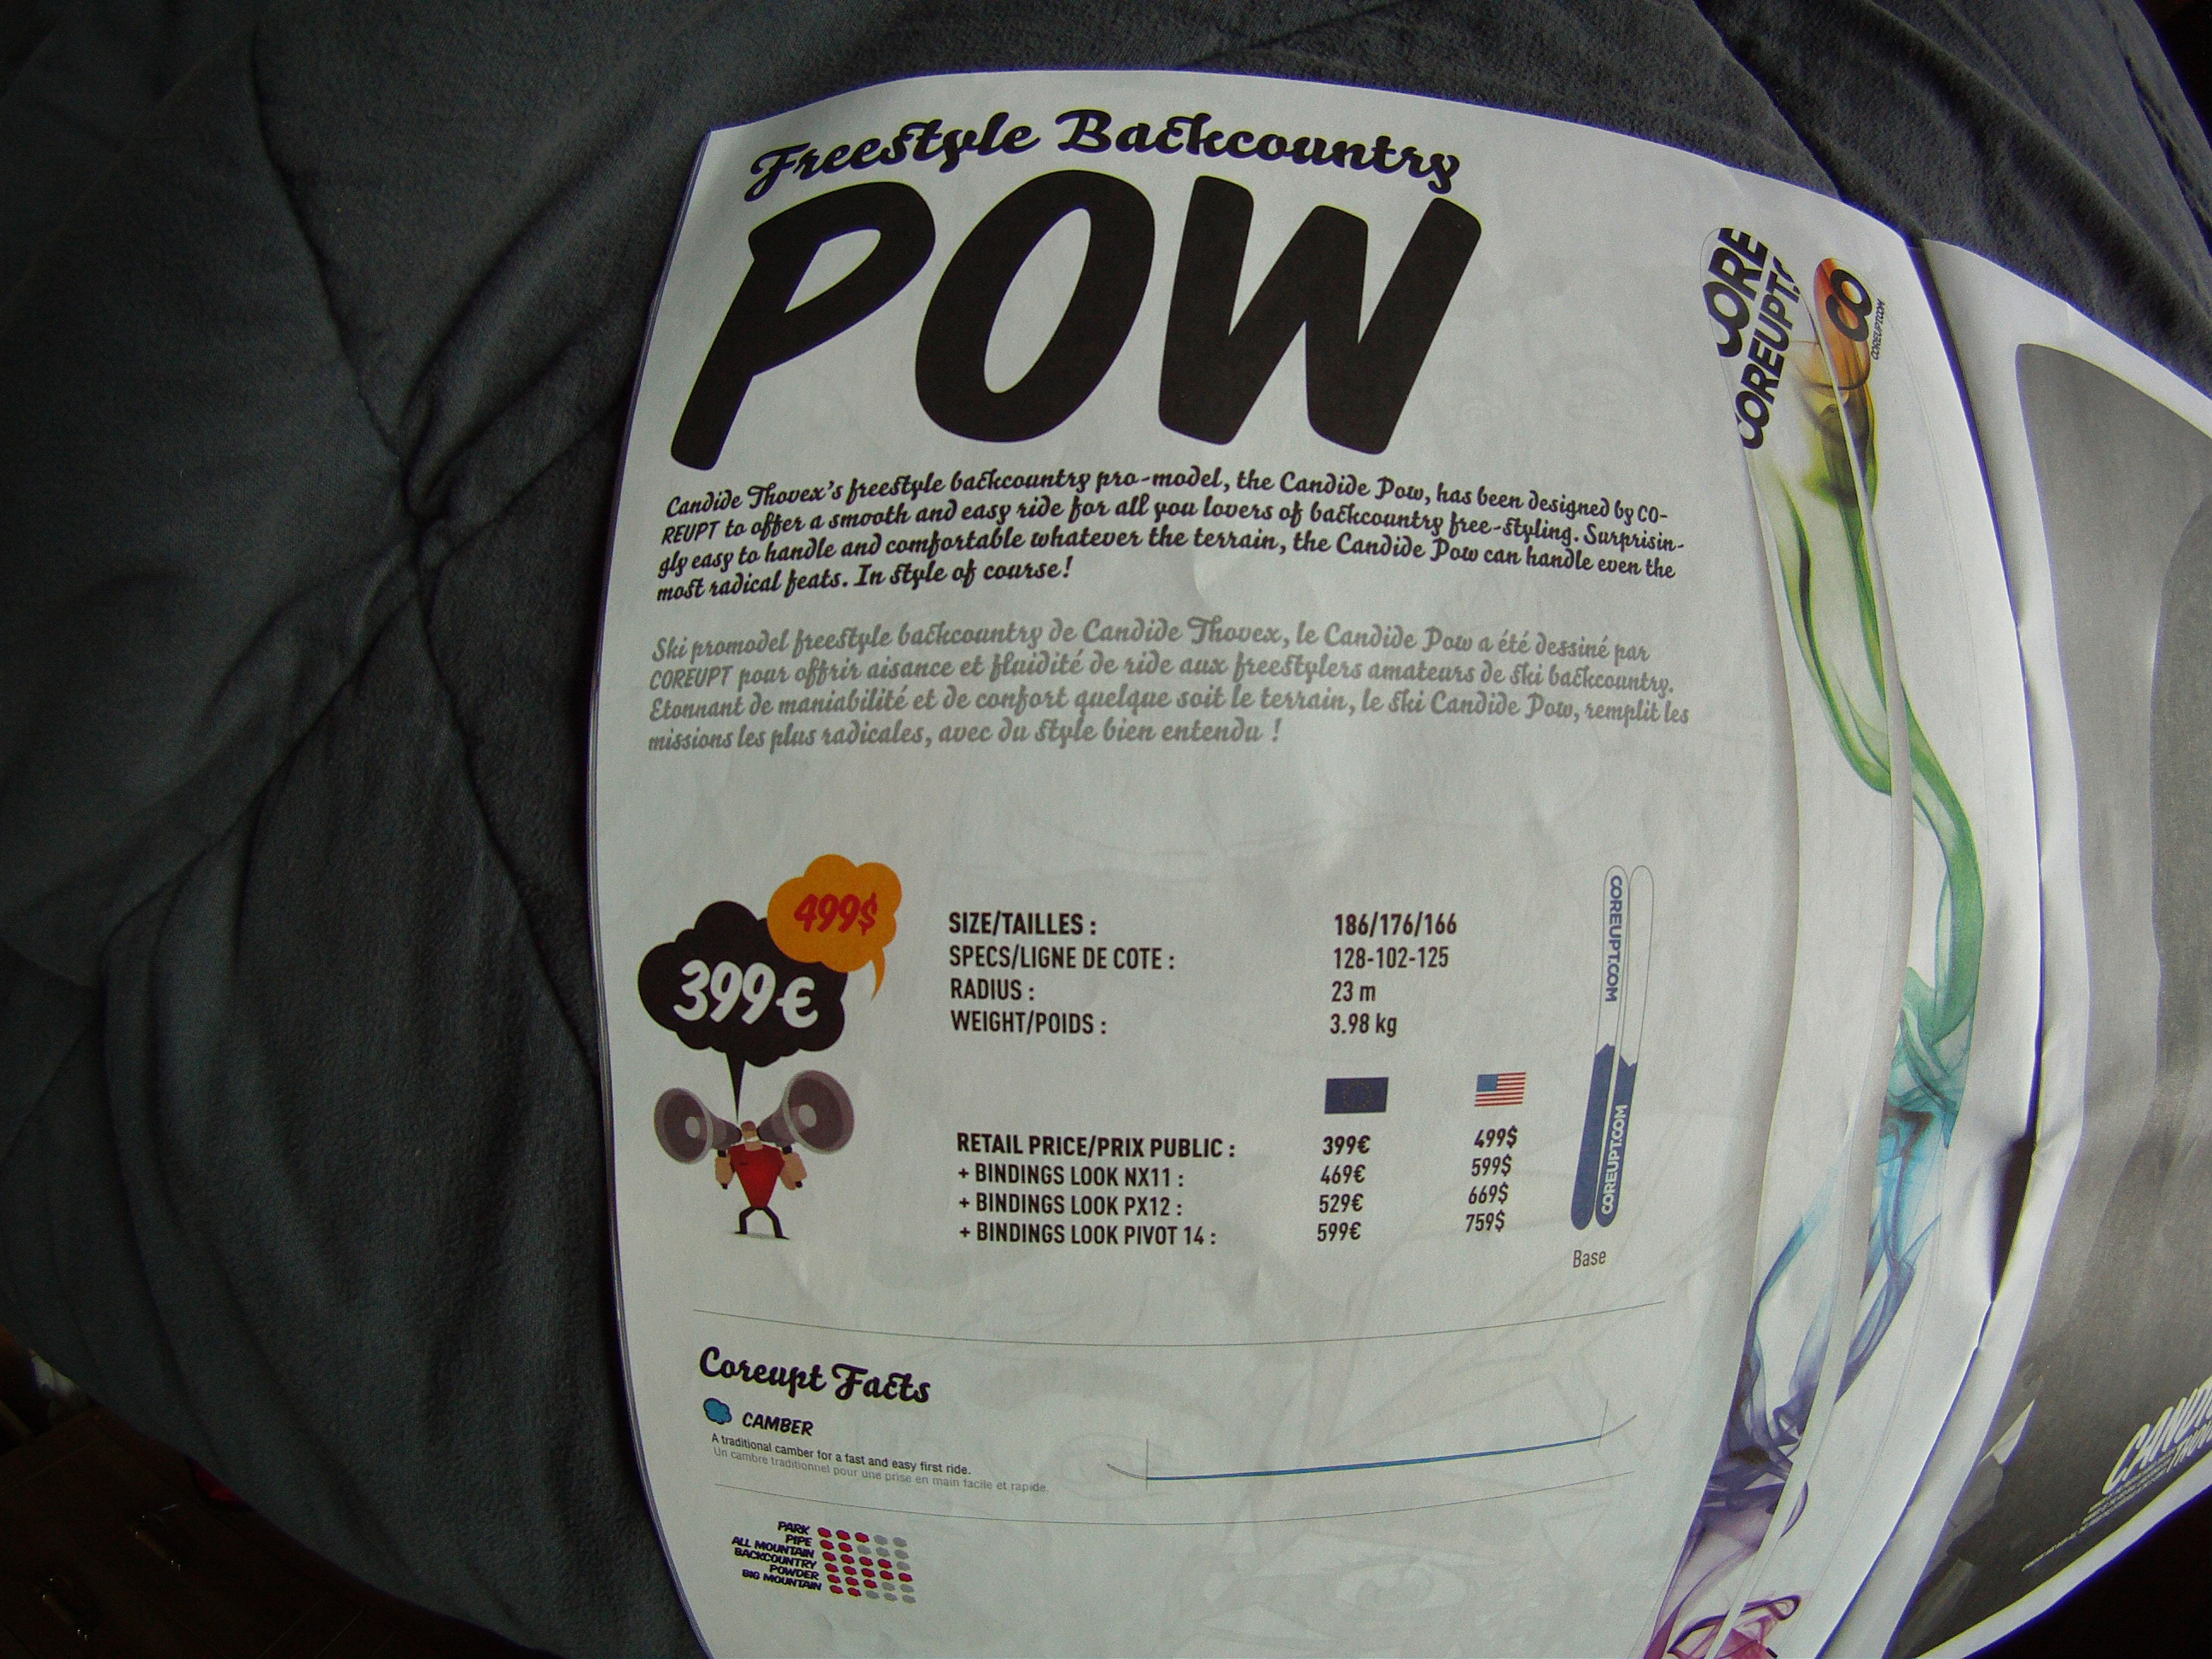 Freestyle Backcountry
POW
Candide Thovex's freestyle backcountry pro-model, the Candide Pow, has been designed by CO-
REUPT to offer a smooth and easy ride for all you lovers of backcountry free-styling. Surprisin-
gly easy to handle and comfortable whatever the terrain, the Candide Pow can handle even the
most radical feats. In style of course!
Ski promodel freestyle backcountry de Candide Thovex, le Candide Pow a été dessiné par
COREUPT pour offrir aisance et fluidité de ride aux freestylers amateurs de ski backcountry.
Etonnant de maniabilité et de confort quelque soit le terrain, le ski Candide Pow, remplit les
missions les plus radicales, avec du style bien entendu !
499$
399€
SIZE/TAILLES : 186/176/166
SPECS/LIGNE DE COTE : 128-102-125
RADIUS : 23 m
WEIGHT/POIDS : 3.98 kg
RETAIL PRICE/PRIX PUBLIC : 399€ 499$
+ BINDINGS LOOK NX11 : 469€ 599$
+ BINDINGS LOOK PX12 : 529€ 669$
+ BINDINGS LOOK PIVOT 14 : 599€ 759$
COREUPT.COM
COREUPT.COM
Base
Coreupt Facts
CAMBER
A traditional camber for a fast and easy first ride.
Un cambre traditionnel pour une prise en main facile et rapide.
PARK
PIPE
ALL MOUNTAIN
BACKCOUNTRY
POWDER
BIG MOUNTAIN
CORE
COREUPT!
CO
COREUPT.COM